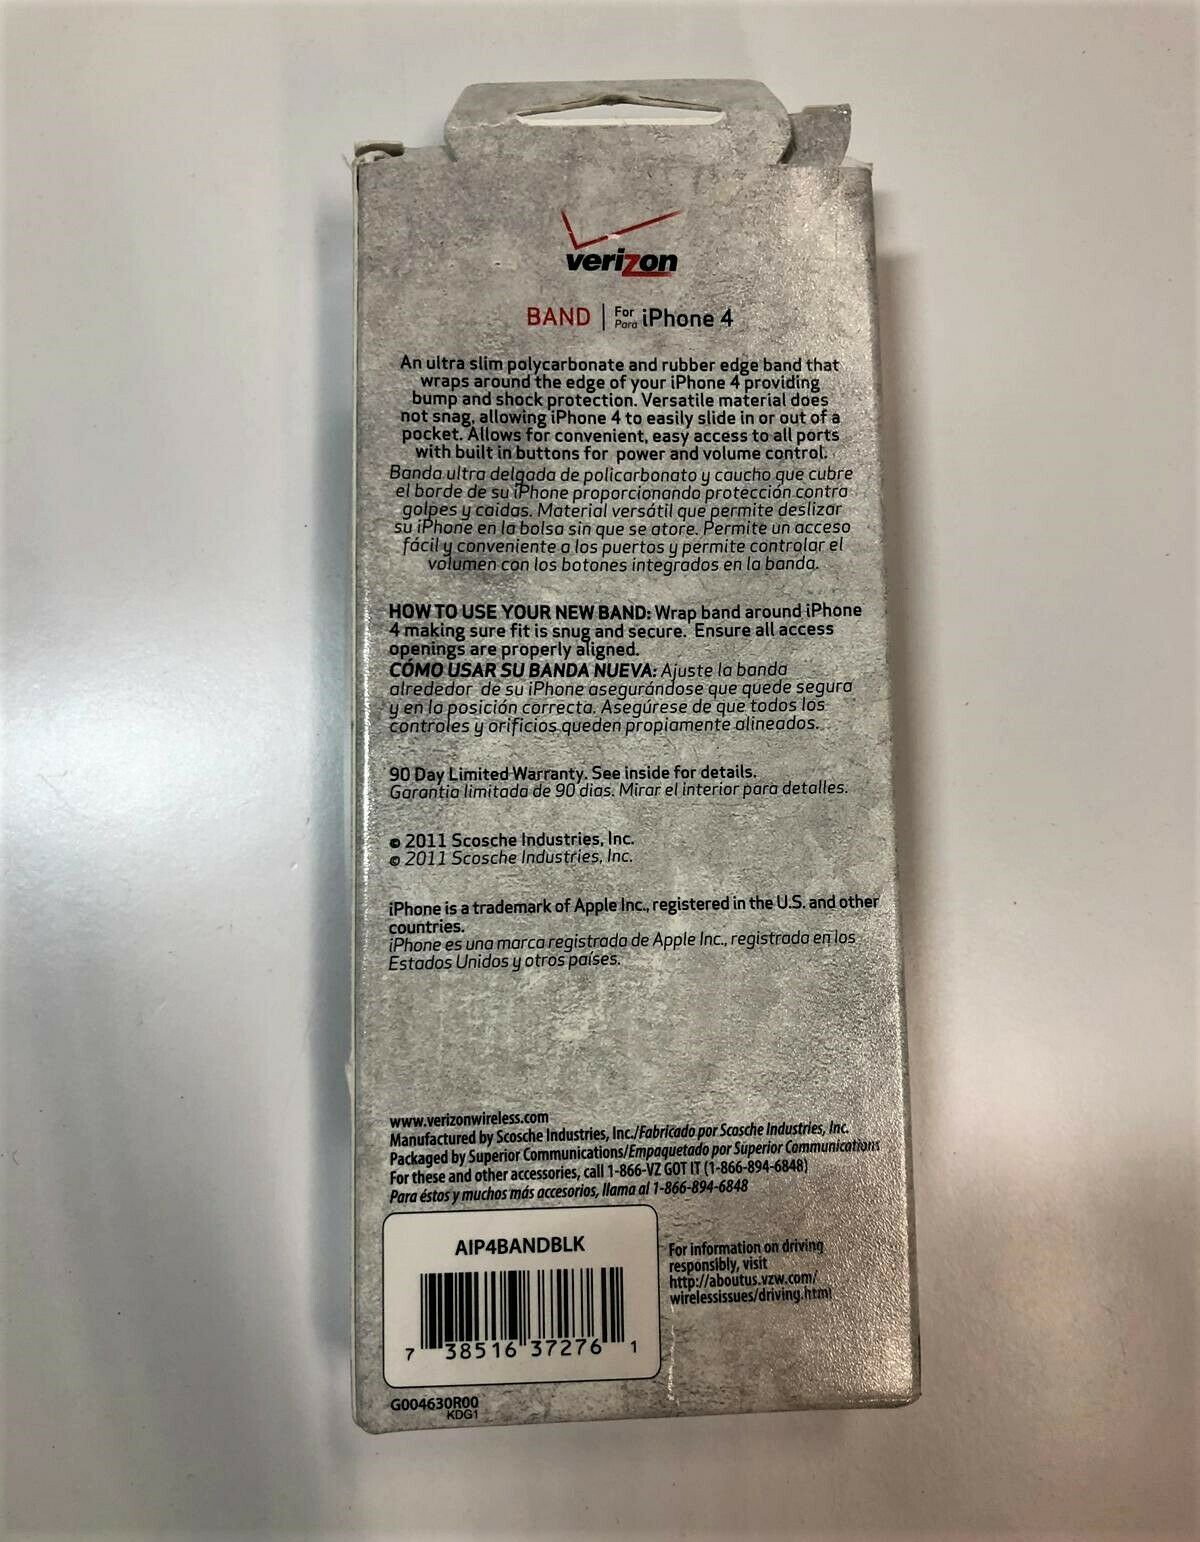 verizon
BAND | For Para iPhone 4
An ultra slim polycarbonate and rubber edge band that
wraps around the edge of your iPhone 4 providing
bump and shock protection. Versatile material does
not snag, allowing iPhone 4 to easily slide in or out of a
pocket. Allows for convenient, easy access to all ports
with built in buttons for power and volume control.
Banda ultra delgada de policarbonato y caucho que cubre
el borde de su iPhone proporcionando protección contra
golpes y caidas. Material versátil que permite deslizar
su iPhone en la bolsa sin que se atore. Permite un acceso
fácil y conveniente a los puertos y permite controlar el
volumen con los botones integrados en la banda.
HOW TO USE YOUR NEW BAND: Wrap band around iPhone
4 making sure fit is snug and secure. Ensure all access
openings are properly aligned.
CÓMO USAR SU BANDA NUEVA: Ajuste la banda
alrededor de su iPhone asegurándose que quede segura
y en la posición correcta. Asegúrese de que todos los
controles y orificios queden propiamente alineados.
90 Day Limited Warranty. See inside for details.
Garantia limitada de 90 dias. Mirar el interior para detalles.
© 2011 Scosche Industries, Inc.
© 2011 Scosche Industries, Inc.
iPhone is a trademark of Apple Inc., registered in the U.S. and other
countries.
iPhone es una marca registrada de Apple Inc., registrada en los
Estados Unidos y otros países.
www.verizonwireless.com
Manufactured by Scosche Industries, Inc./Fabricado por Scosche Industries, Inc.
Packaged by Superior Communications/Empaquetado por Superior Communications
For these and other accessories, call 1-866-VZ GOT IT (1-866-894-6848)
Para éstos y muchos más accesorios, llama al 1-866-894-6848
AIP4BANDBLK
7 38516 37276 1
For information on driving
responsibly, visit
http://aboutus.vzw.com/
wirelessissues/driving.html
G004630R00
KDG1